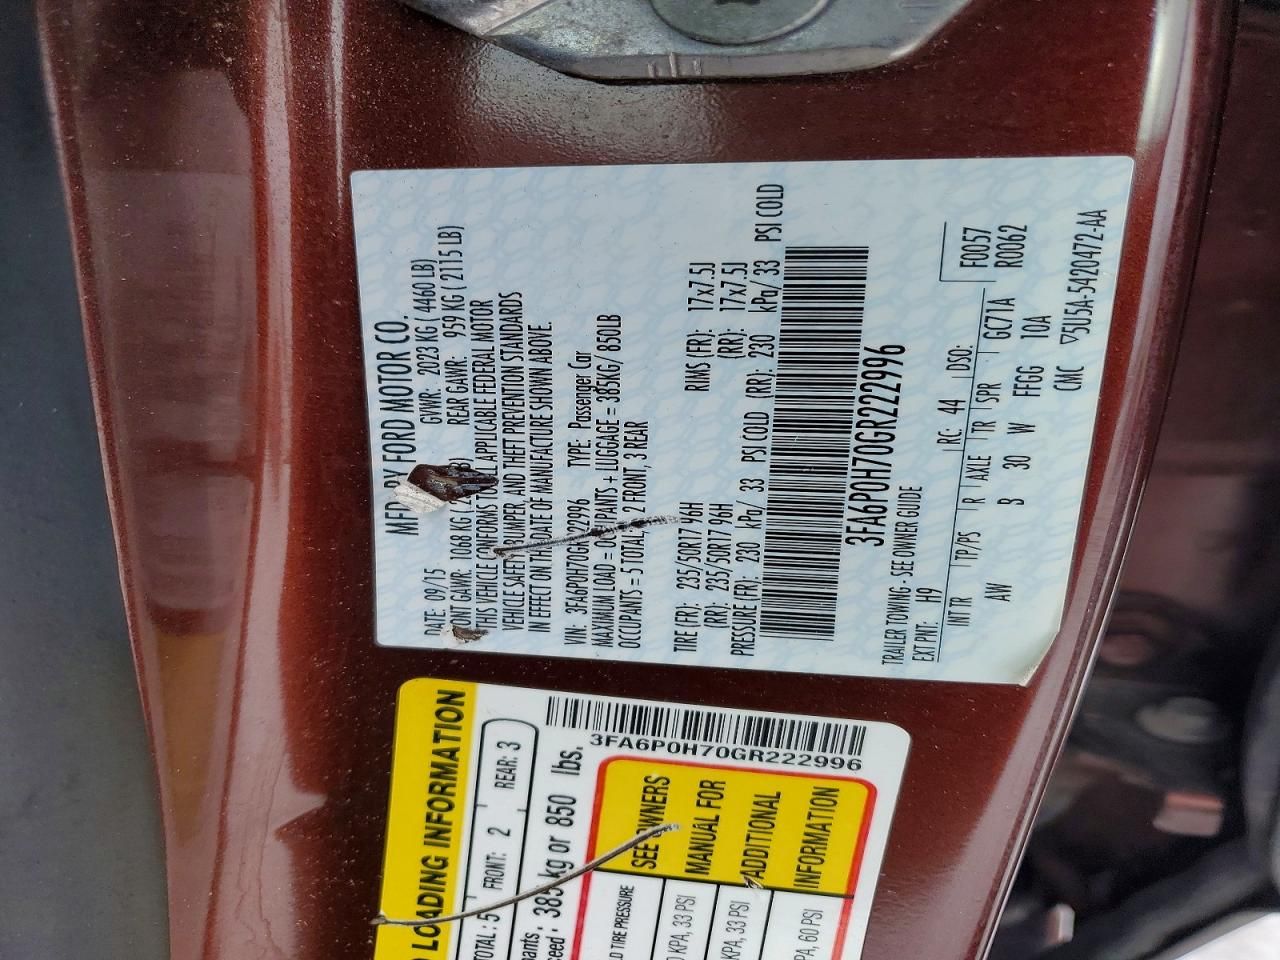 MFD. BY FORD MOTOR CO.
DATE: 09/15 GVWR: 2023 KG ( 4460 LB)
FRONT GAWR: 1068 KG ( REAR GAWR: 959 KG ( 2115 LB)
THIS VEHICLE CONFORMS TO ALL APPLICABLE FEDERAL MOTOR
VEHICLE SAFETY, BUMPER, AND THEFT PREVENTION STANDARDS
IN EFFECT ON THE DATE OF MANUFACTURE SHOWN ABOVE.
VIN: 3FA6P0H70GR222996 TYPE: Passenger Car
MAXIMUM LOAD = OCCUPANTS + LUGGAGE = 385KG/ 850LB
OCCUPANTS = 5 TOTAL: 2 FRONT, 3 REAR
TIRE (FR): 235/50R17 96H RIMS (FR): 17x7.5J
(RR): 235/50R17 96H (RR): 17x7.5J
PRESSURE (FR): 230 kPa/ 33 PSI COLD (RR): 230 kPa/ 33 PSI COLD
3FA6P0H70GR222996
TRAILER TOWING - SEE OWNER GUIDE
EXT PNT: H9 RC: 44 DSO: F0057
R0062
INT TR TP/PS R AXLE TR SPR GC71A
AW B 30 W FFGG 10A
CMC ▽5U5A-5420472-AA
LOADING INFORMATION
TOTAL : 5 FRONT: 2 REAR: 3
385 kg or 850 lbs.
3FA6P0H70GR222996
SEE OWNERS
MANUAL FOR
ADDITIONAL
INFORMATION
TIRE PRESSURE
KPA, 33 PSI
KPA, 33 PSI
60 PSI